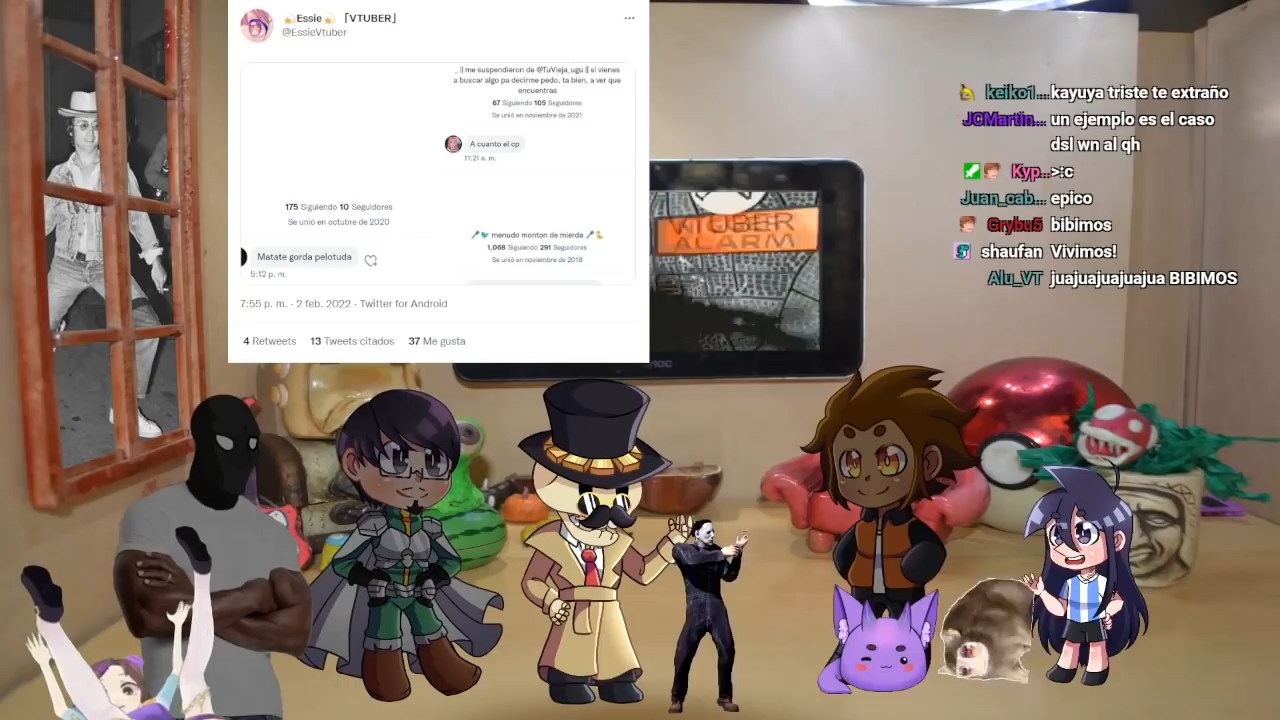 💫Essie💫 「VTUBER」
@EssieVtuber
_ || me suspendieron de @TuVieja_ugu || si vienes
a buscar algo pa decirme pedo, ta bien, a ver que
encuentras
67 Siguiendo 105 Seguidores
Se unió en noviembre de 2021
A cuanto el cp
11:21 a. m.
175 Siguiendo 10 Seguidores
Se unió en octubre de 2020
Matate gorda pelotuda
5:12 p. m.
🎤🐦 menudo monton de mierda 🎤🐍
1,068 Siguiendo 291 Seguidores
Se unió en noviembre de 2018
7:55 p. m. · 2 feb. 2022 · Twitter for Android
4 Retweets 13 Tweets citados 37 Me gusta
VTUBER
ALARM
AOC
keiko1... kayuya triste te extraño
JCMartin... un ejemplo es el caso
dsl wn al qh
Kyp... >:c
Juan_cab... epico
Grybu5 bibimos
shaufan Vivimos!
Alu_VT juajuajuajuajua BIBIMOS